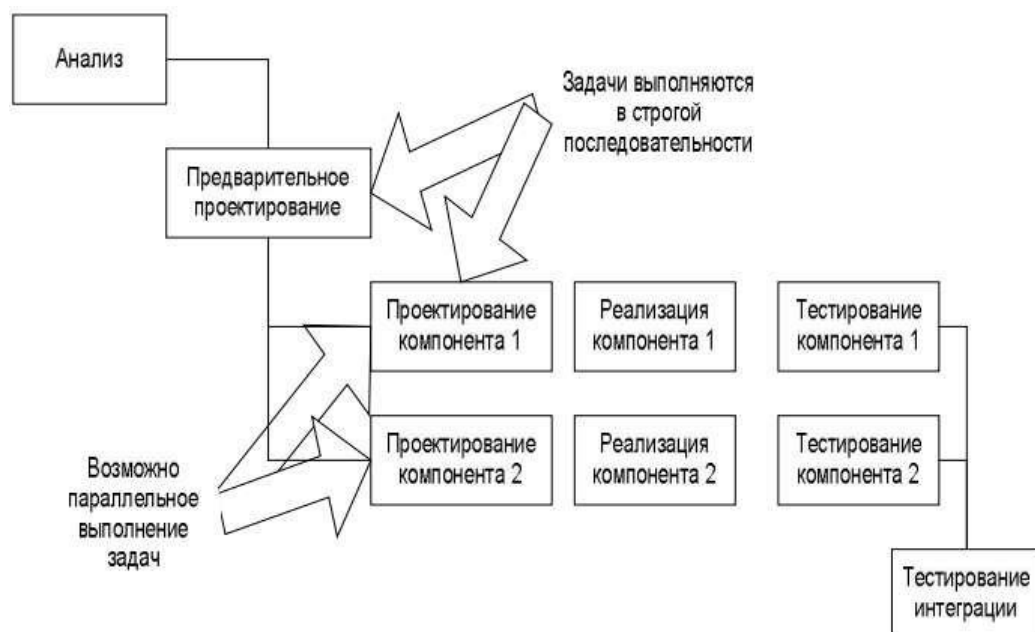 Анализ
Задачи выполняются
в строгой
последовательности
Предварительное
проектирование
Проектирование
компонента 1
Реализация
компонента 1
Тестирование
компонента 1
Проектирование
компонента 2
Реализация
компонента 2
Тестирование
компонента 2
Возможно
параллельное
выполнение
задач
Тестирование
интеграции